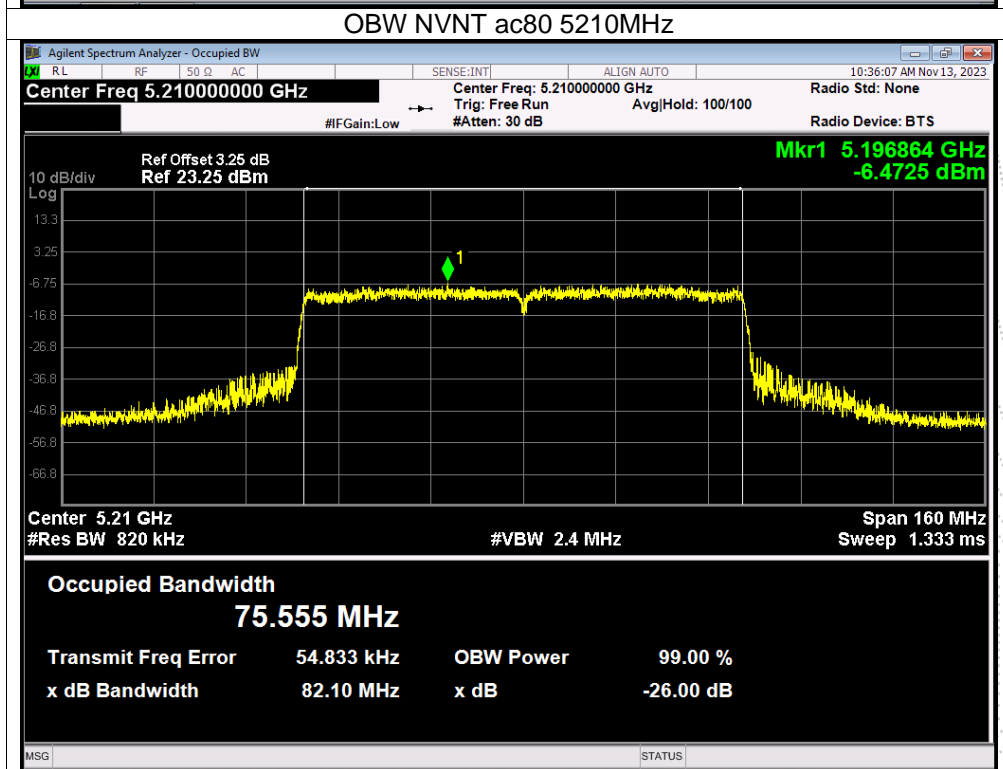 OBW NVNT ac80 5210MHz
Agilent Spectrum Analyzer - Occupied BW
LXI RL RF 50 Ω AC SENSE:INT ALIGN AUTO 10:36:07 AM Nov 13, 2023
Center Freq 5.210000000 GHz Center Freq: 5.210000000 GHz Radio Std: None
Trig: Free Run Avg|Hold: 100/100
#IFGain:Low #Atten: 30 dB Radio Device: BTS
Mkr1 5.196864 GHz
-6.4725 dBm
Ref Offset 3.25 dB
10 dB/div Ref 23.25 dBm
Log
13.3
3.25
1
-6.75
-16.8
-26.8
-36.8
-46.8
-56.8
-66.8
Center 5.21 GHz Span 160 MHz
#Res BW 820 kHz #VBW 2.4 MHz Sweep 1.333 ms
Occupied Bandwidth
75.555 MHz
Transmit Freq Error 54.833 kHz OBW Power 99.00 %
x dB Bandwidth 82.10 MHz x dB -26.00 dB
MSG STATUS